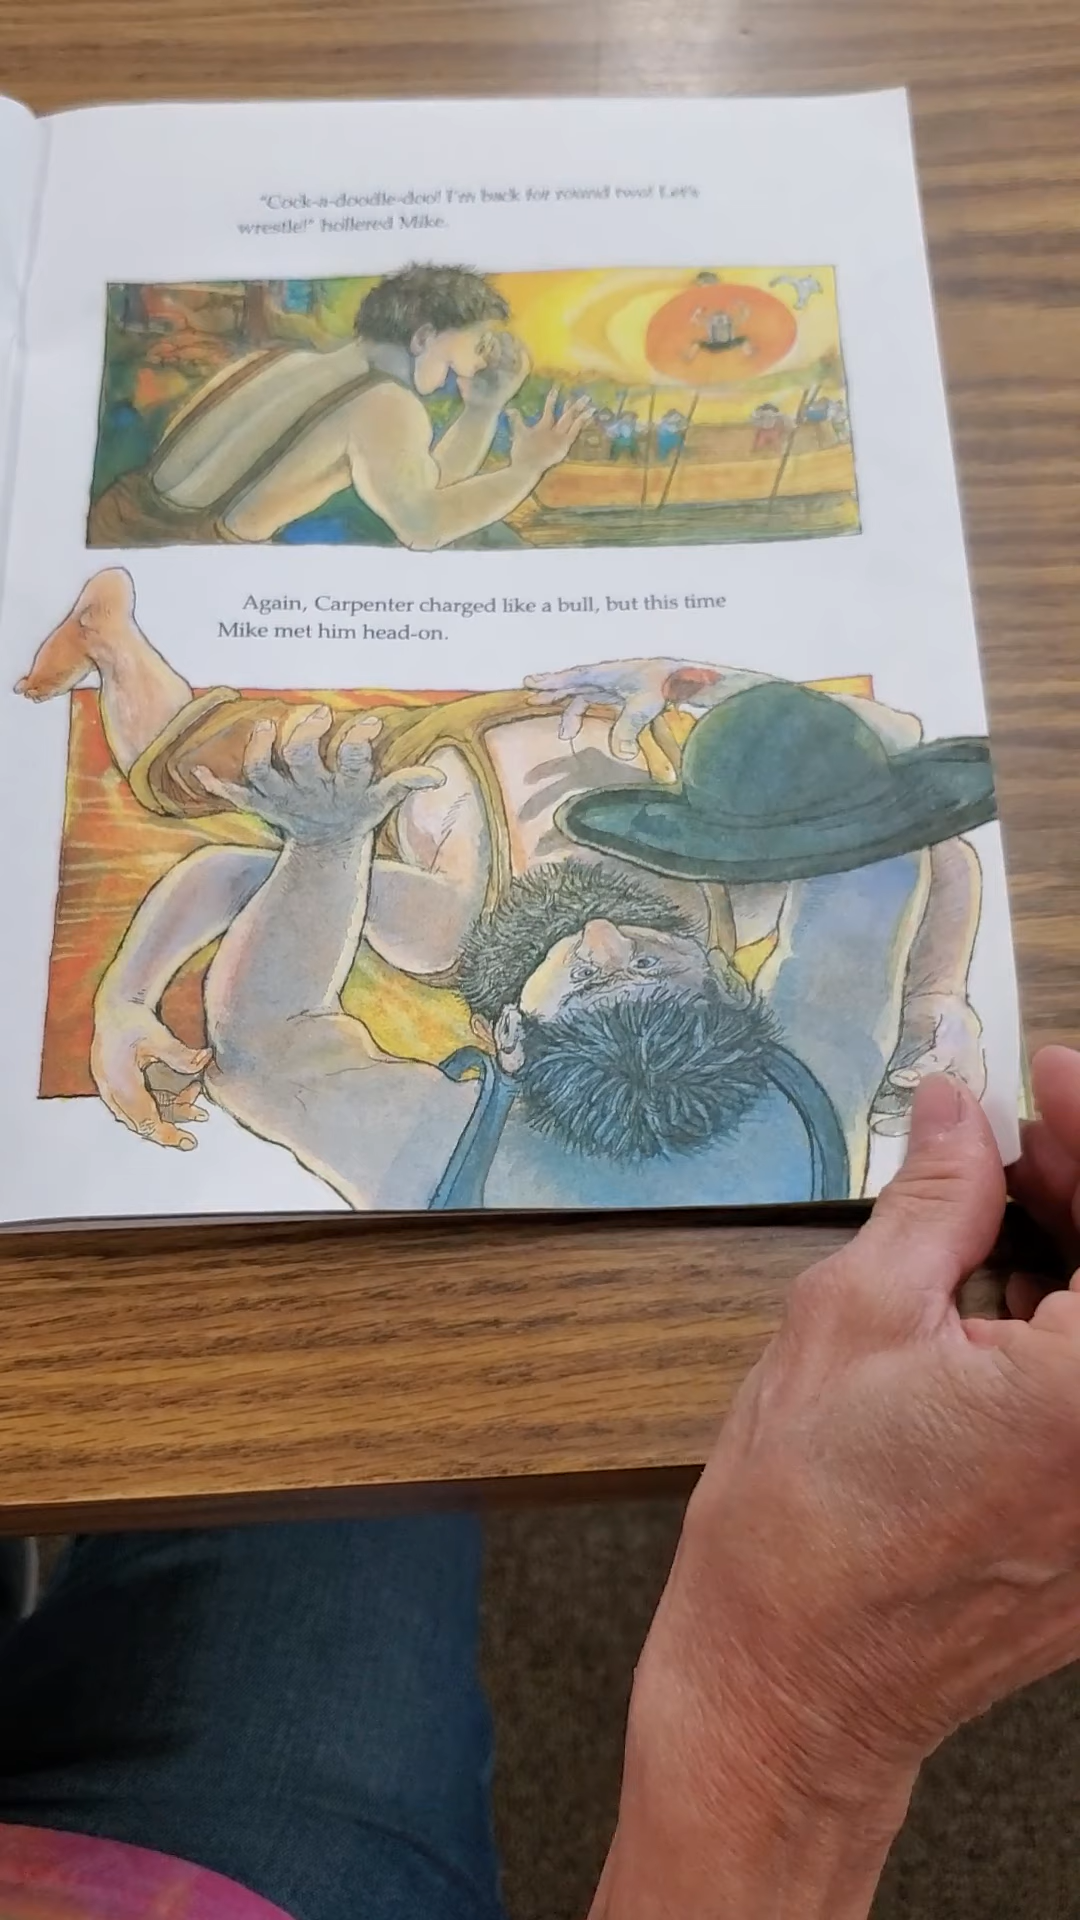 "Cock-a-doodle-doo! I'm back for round two! Let's
wrestle!" hollered Mike.
Again, Carpenter charged like a bull, but this time
Mike met him head-on.